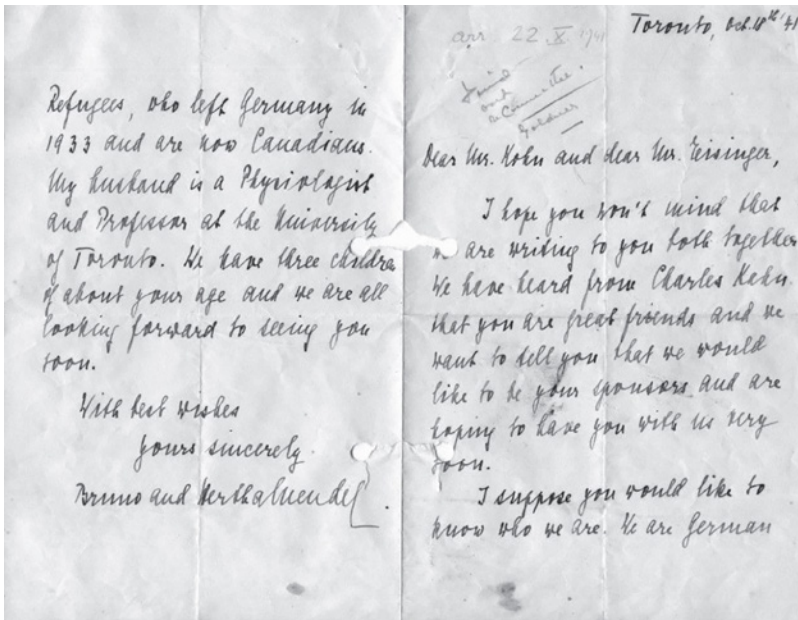 Toronto, Oct. 18th '41
arr 22 X 1941
Committee.
Dear Mr. Kohn and dear Mr. Eisinger,
I hope you won't mind that
we are writing to you both together
We have heard from Charles Kahn
that you are great friends and we
want to tell you that we would
like to be your sponsors and are
hoping to have you with us very
soon.
I suppose you would like to
know who we are. We are German
Refugees, who left Germany in
1933 and are now Canadians.
My husband is a Physiologist
and Professor at the University
of Toronto. We have three children
of about your age and we are all
looking forward to seeing you
soon.
With best wishes
yours sincerely.
Bruno and Hertha Mendel.